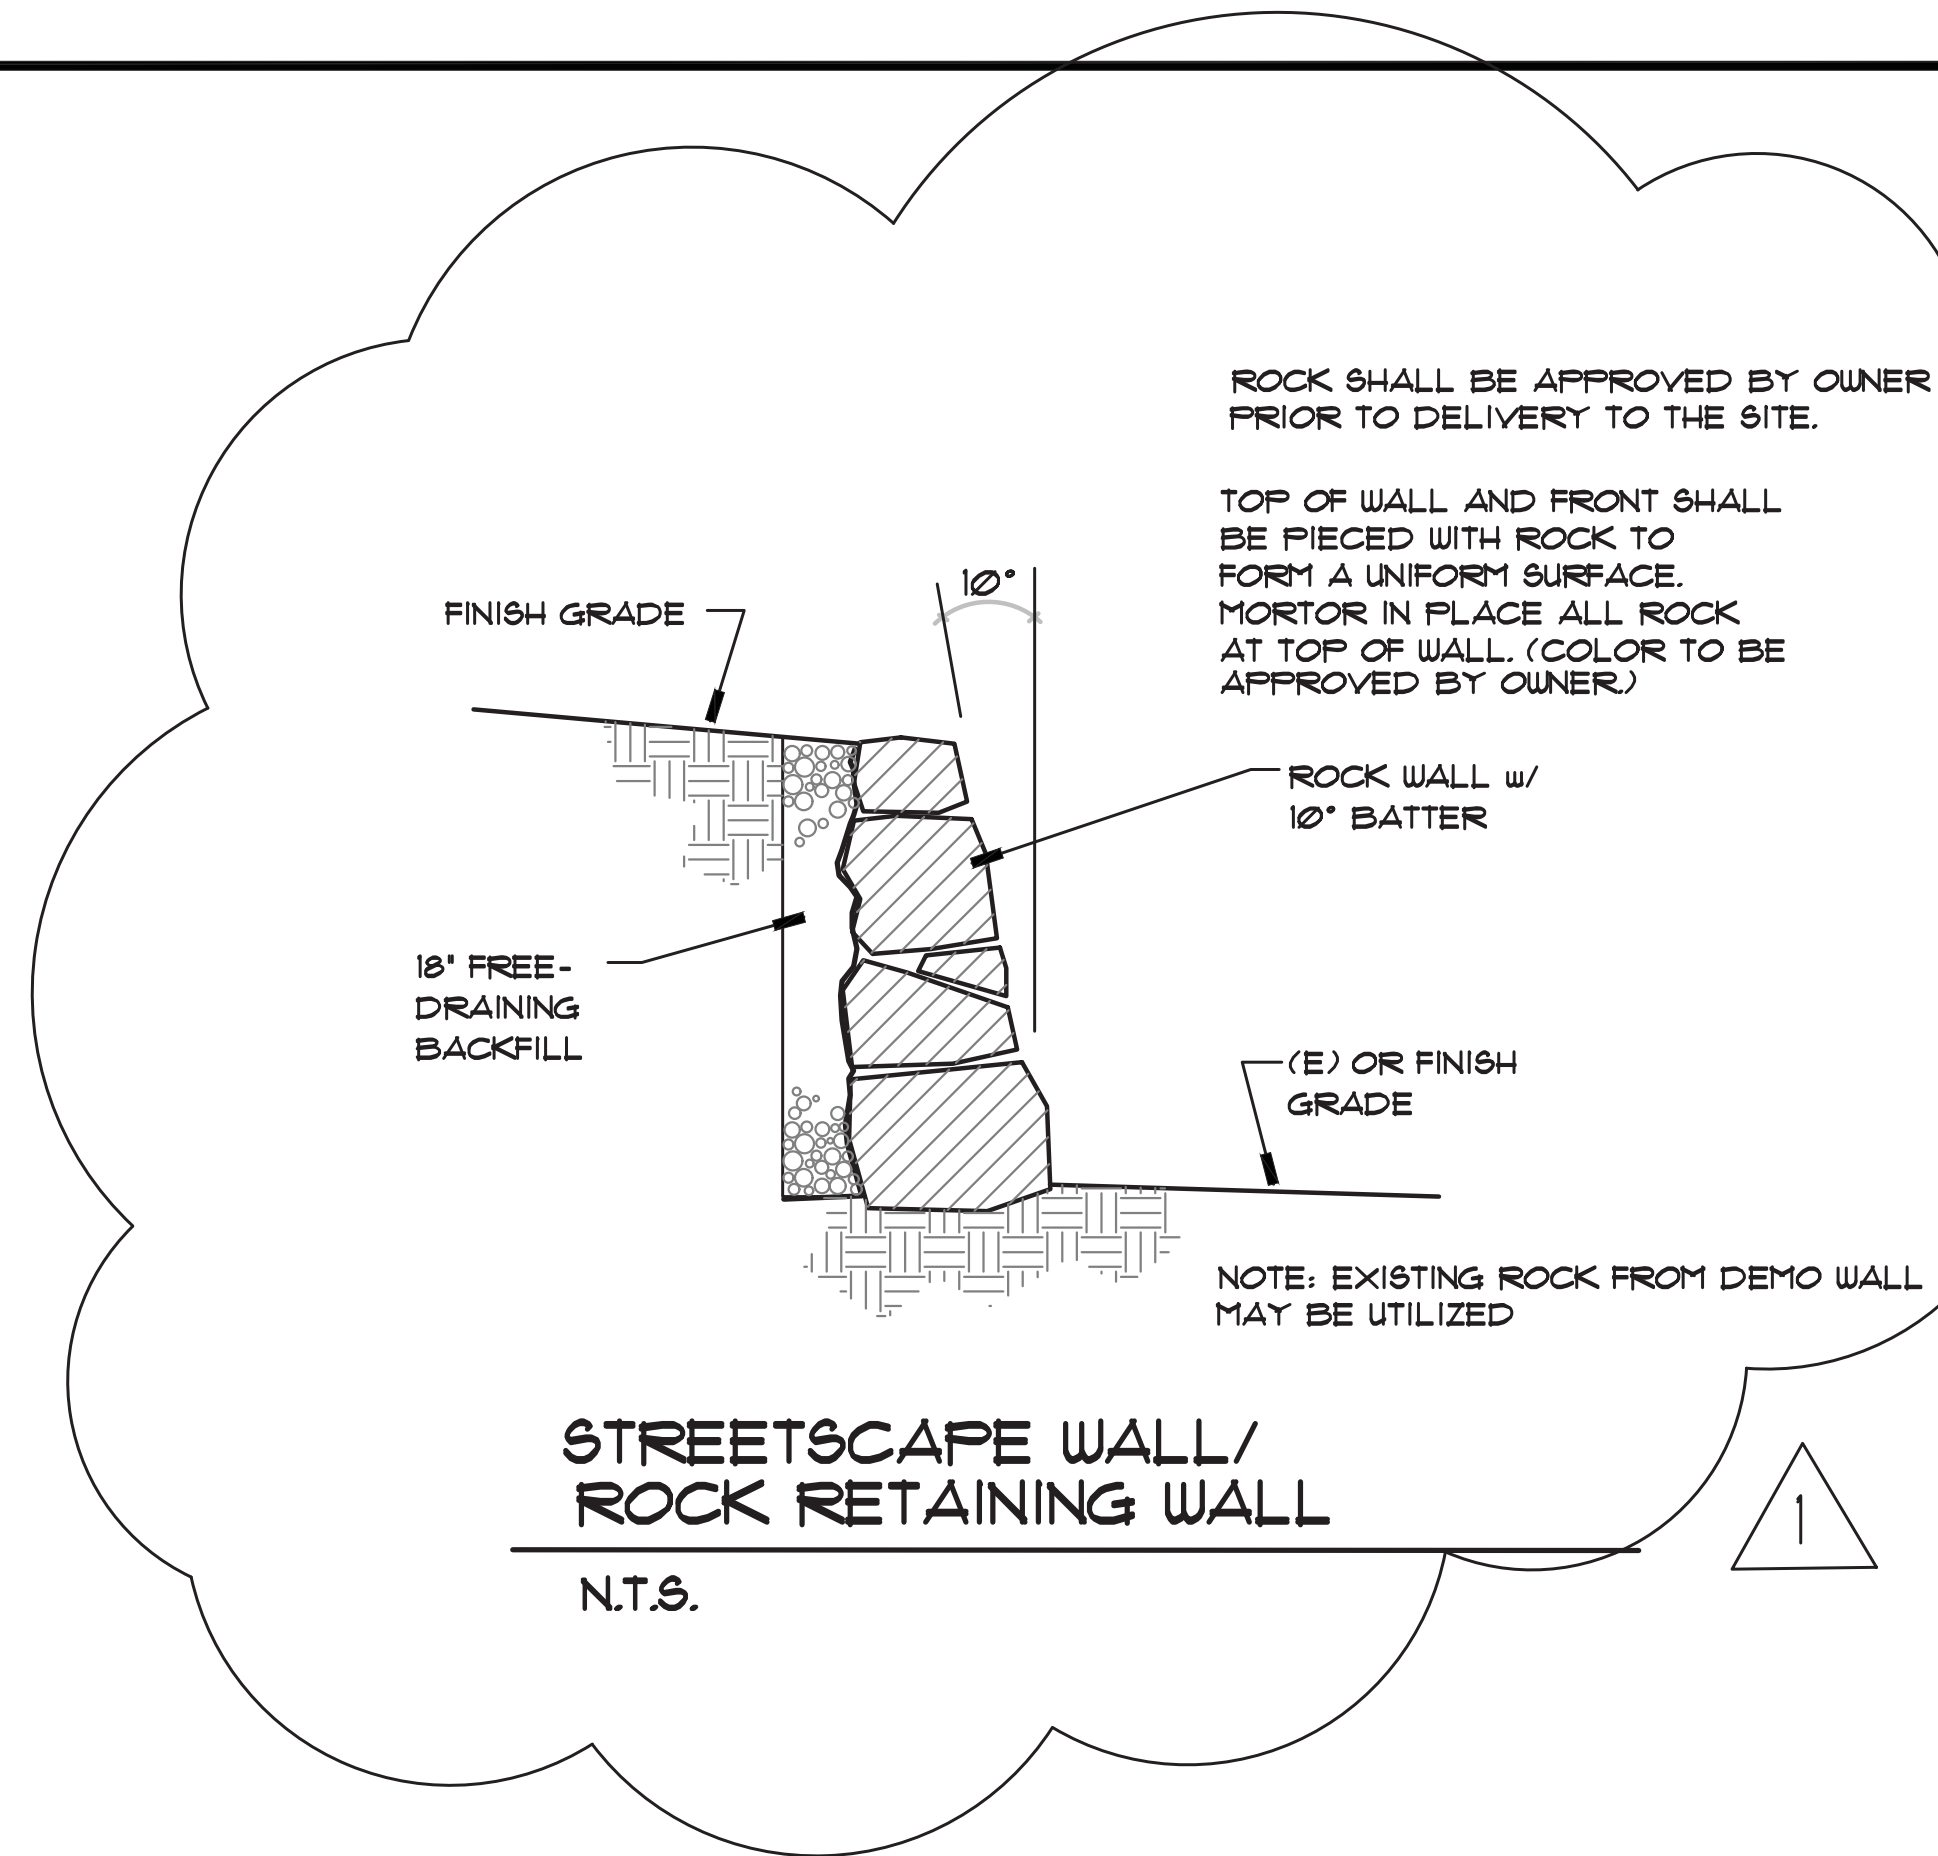 ROCK SHALL BE APPROVED BY OWNER
PRIOR TO DELIVERY TO THE SITE.
TOP OF WALL AND FRONT SHALL
BE PIECED WITH ROCK TO
FORM A UNIFORM SURFACE.
MORTOR IN PLACE ALL ROCK
AT TOP OF WALL. (COLOR TO BE
APPROVED BY OWNER.)
10°
FINISH GRADE
ROCK WALL W/
10° BATTER
18" FREE-
DRAINING
BACKFILL
(E) OR FINISH
GRADE
NOTE: EXISTING ROCK FROM DEMO WALL
MAY BE UTILIZED
STREETSCAPE WALL/
ROCK RETAINING WALL
1
N.T.S.